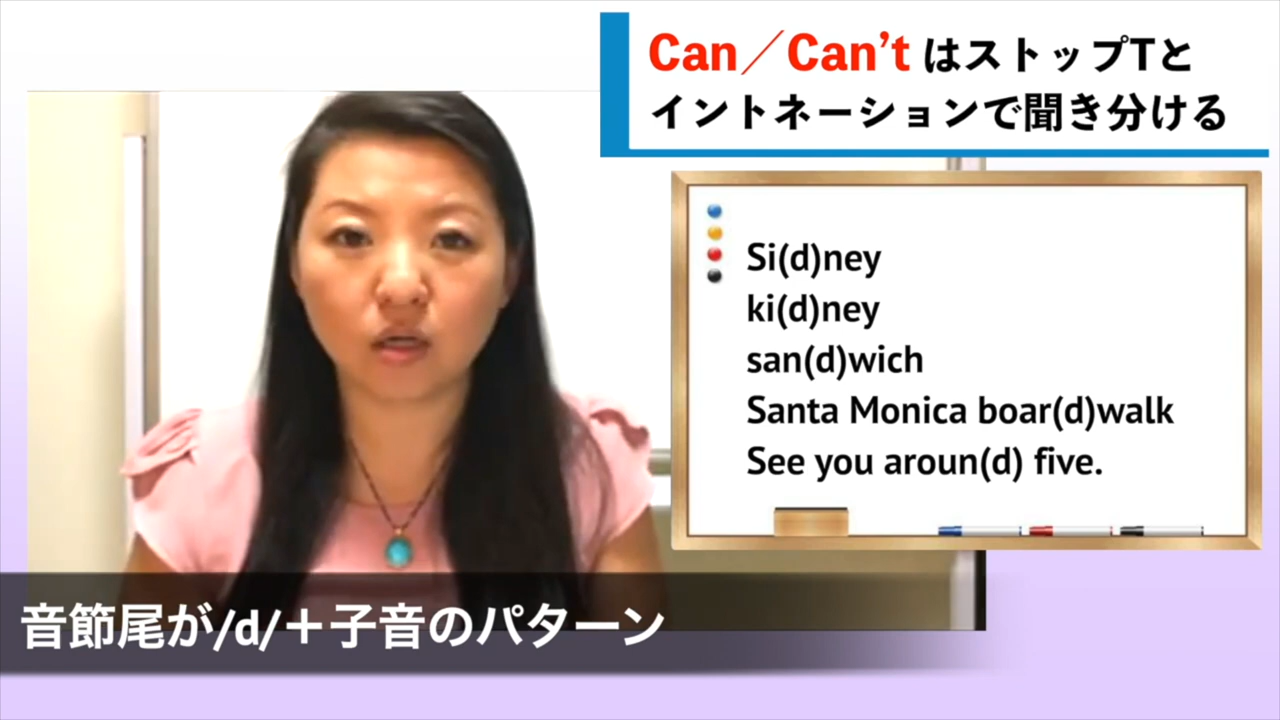 Can／Can’t はストップTと
イントネーションで聞き分ける
Si(d)ney
ki(d)ney
san(d)wich
Santa Monica boar(d)walk
See you aroun(d) five.
音節尾が/d/＋子音のパターン